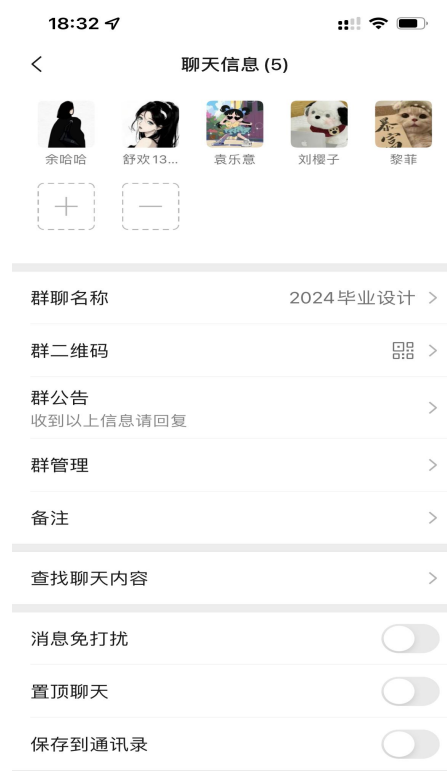 18:32
聊天信息(5)
余哈哈 舒欢13... 袁乐意 刘樱子 黎菲
群聊名称 2024毕业设计
群二维码
群公告
收到以上信息请回复
群管理
备注
查找聊天内容
消息免打扰
置顶聊天
保存到通讯录